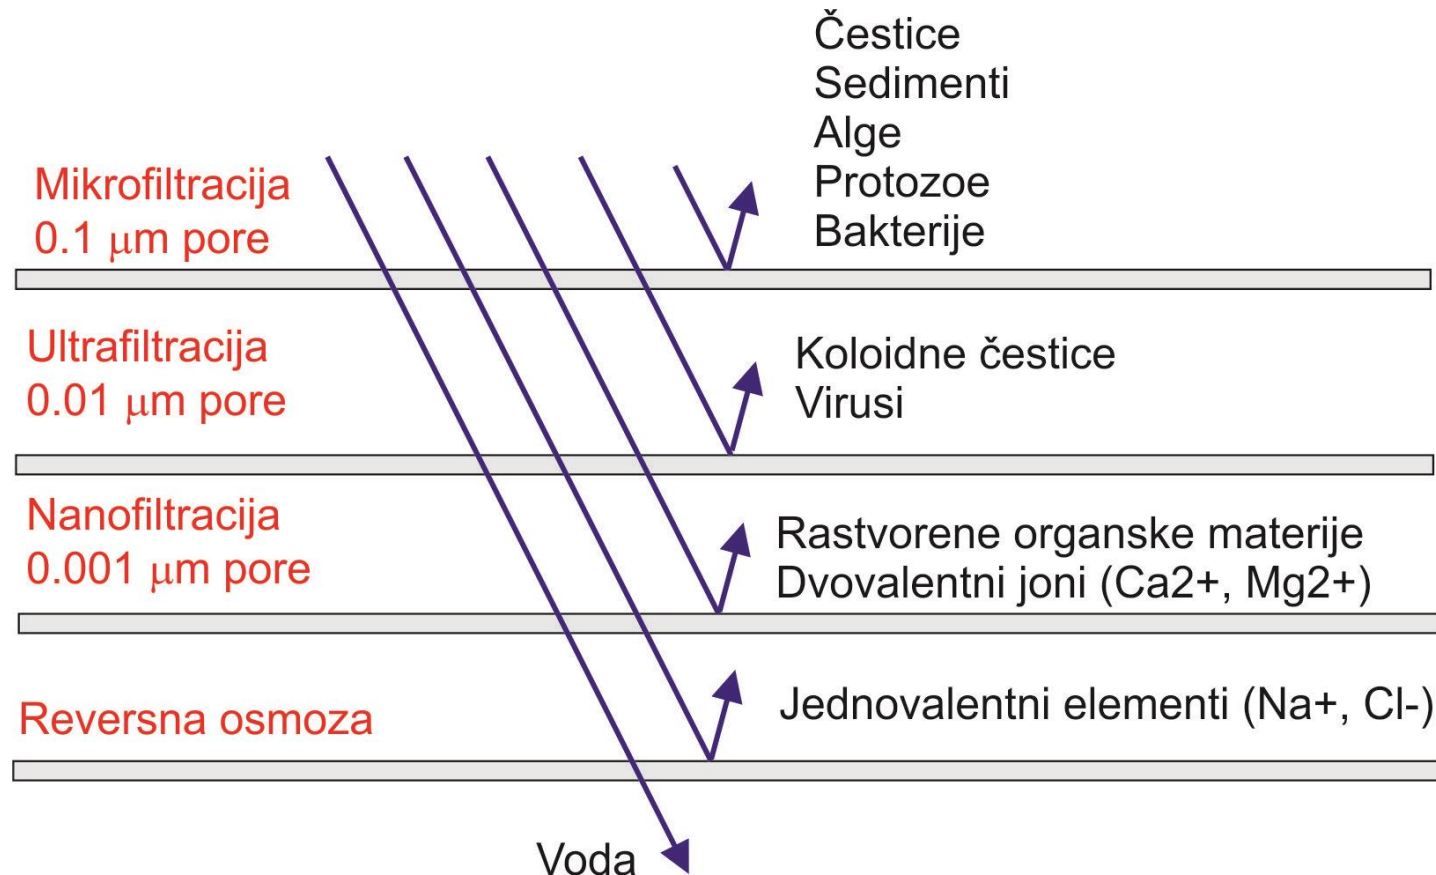 Čestice
Sedimenti
Alge
Protozoe
Bakterije
Mikrofiltracija
0.1 μm pore
Ultrafiltracija
0.01 μm pore
Koloidne čestice
Virusi
Nanofiltracija
0.001 μm pore
Rastvorene organske materije
Dvovalentni joni (Ca2+, Mg2+)
Reversna osmoza
Jednovalentni elementi (Na+, Cl-)
Voda